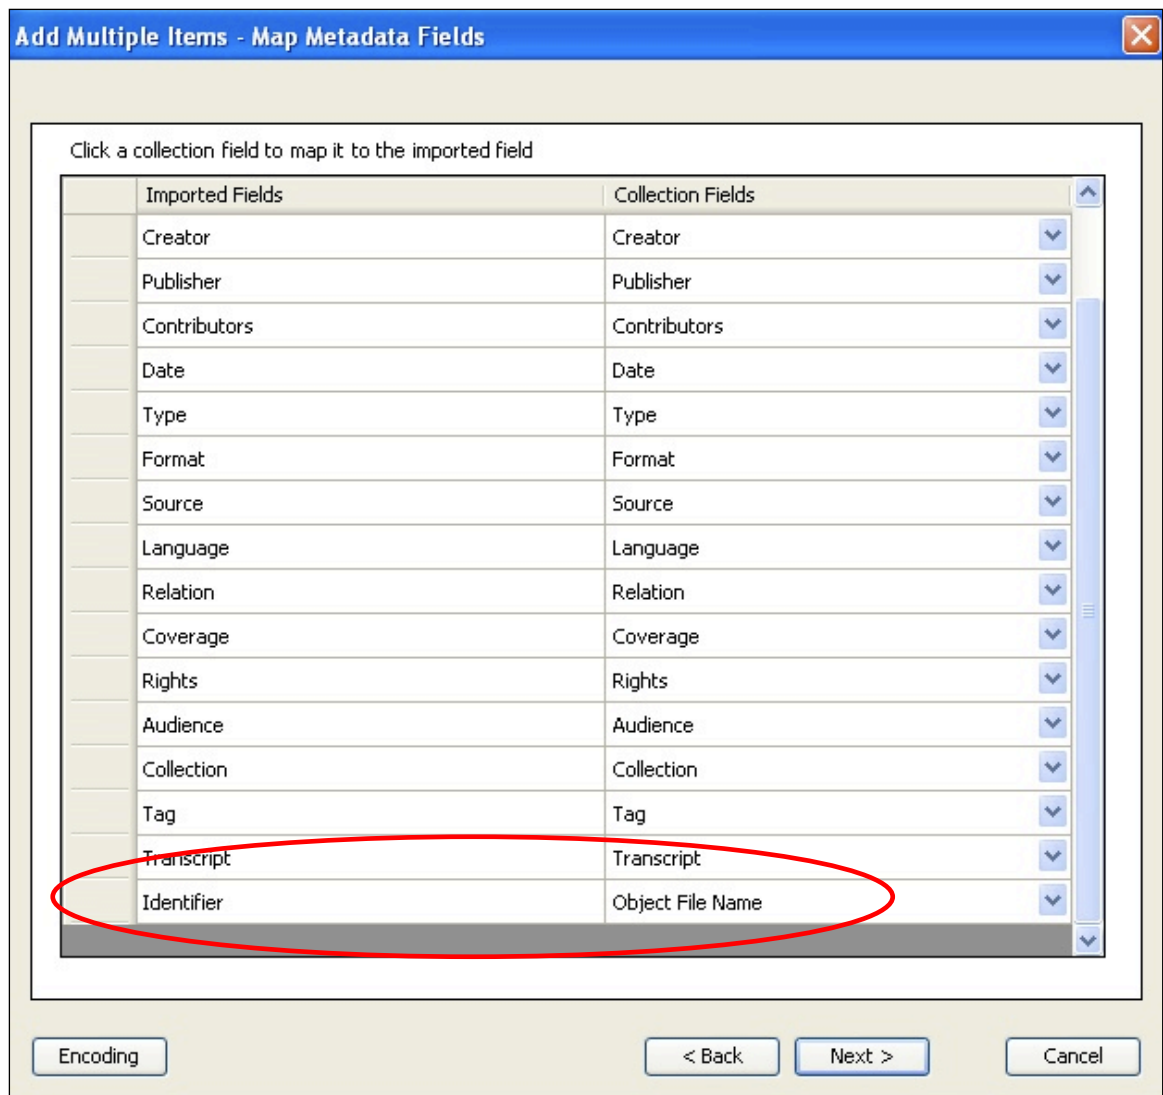 Add Multiple Items - Map Metadata Fields
Click a collection field to map it to the imported field
Imported Fields Collection Fields
Creator Creator
Publisher Publisher
Contributors Contributors
Date Date
Type Type
Format Format
Source Source
Language Language
Relation Relation
Coverage Coverage
Rights Rights
Audience Audience
Collection Collection
Tag Tag
Transcript Transcript
Identifier Object File Name
Encoding < Back Next > Cancel